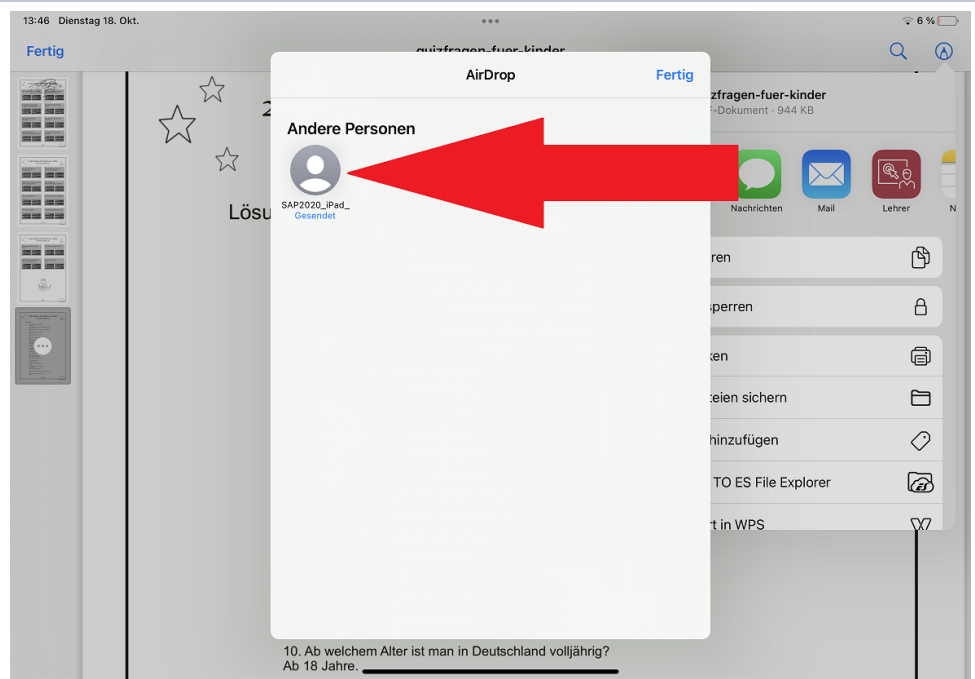 13:46 Dienstag 18. Okt.
6 %
Fertig
quizfragen-fuer-kinder
AirDrop
Fertig
Andere Personen
SAP2020_iPad_
Gesendet
Lösu
zfragen-fuer-kinder
F-Dokument · 944 KB
Nachrichten
Mail
Lehrer
N
ren
sperren
ken
teien sichern
hinzufügen
TO ES File Explorer
rt in WPS
10. Ab welchem Alter ist man in Deutschland volljährig?
Ab 18 Jahre.